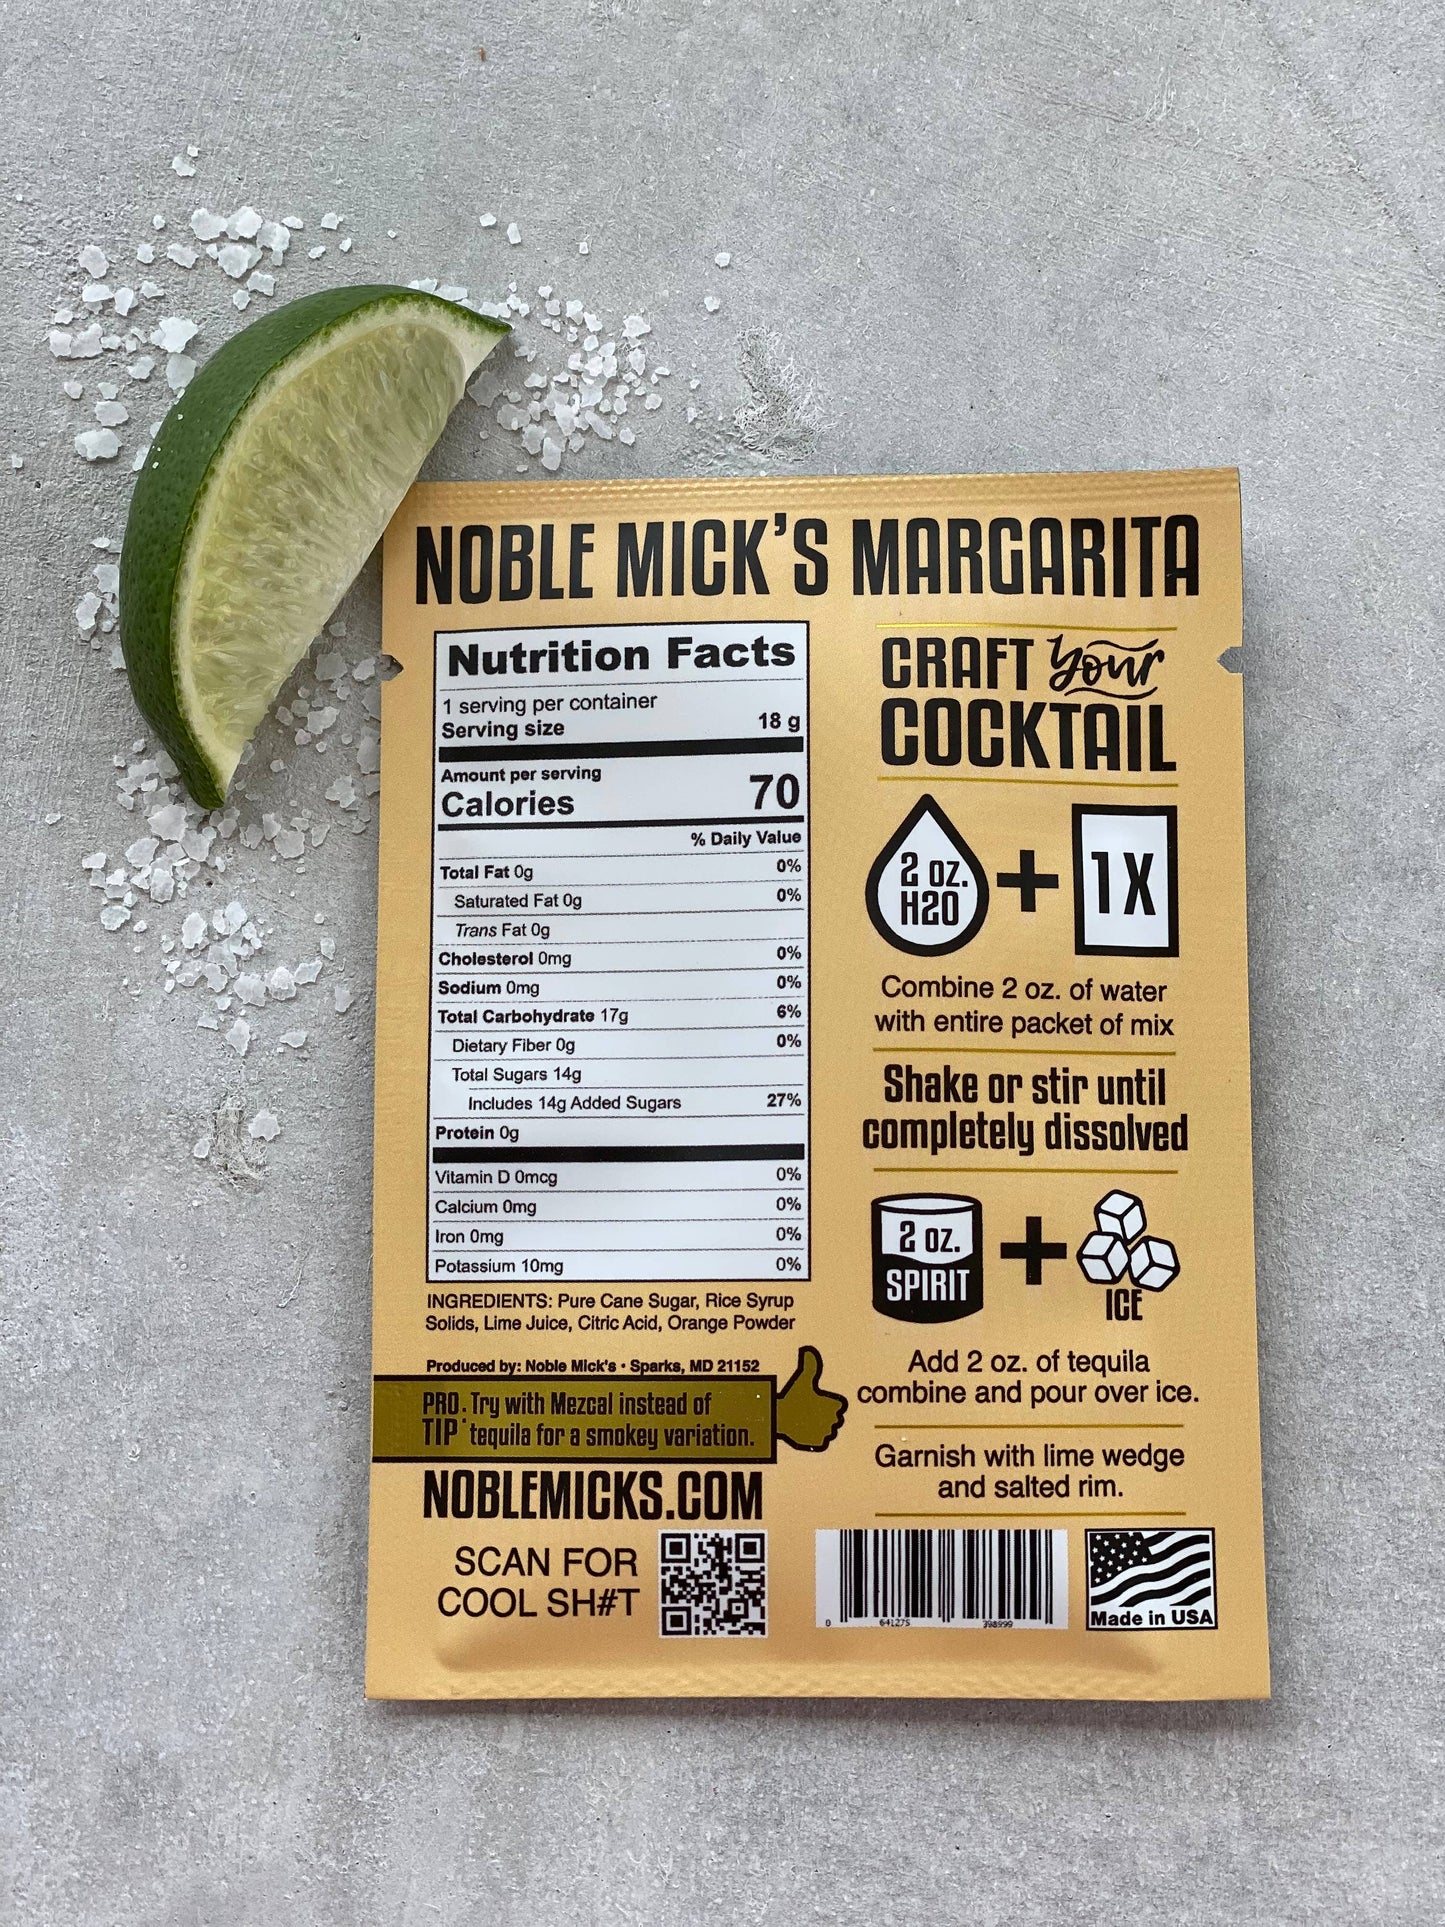 NOBLE MICK'S MARGARITA
Nutrition Facts
1 serving per container
Serving size 18 g
Amount per serving
Calories 70
% Daily Value
Total Fat 0g 0%
Saturated Fat 0g 0%
Trans Fat 0g
Cholesterol 0mg 0%
Sodium 0mg 0%
Total Carbohydrate 17g 6%
Dietary Fiber 0g 0%
Total Sugars 14g
Includes 14g Added Sugars 27%
Protein 0g
Vitamin D 0mcg 0%
Calcium 0mg 0%
Iron 0mg 0%
Potassium 10mg 0%
INGREDIENTS: Pure Cane Sugar, Rice Syrup
Solids, Lime Juice, Citric Acid, Orange Powder
Produced by: Noble Mick's • Sparks, MD 21152
PRO. Try with Mezcal instead of
TIP tequila for a smokey variation.
NOBLEMICKS.COM
SCAN FOR
COOL SH#T
CRAFT your
COCKTAIL
2 OZ.
H2O
+ 1X
Combine 2 oz. of water
with entire packet of mix
Shake or stir until
completely dissolved
2 OZ.
SPIRIT
+
ICE
Add 2 oz. of tequila
combine and pour over ice.
Garnish with lime wedge
and salted rim.
0 641275 398999
Made in USA